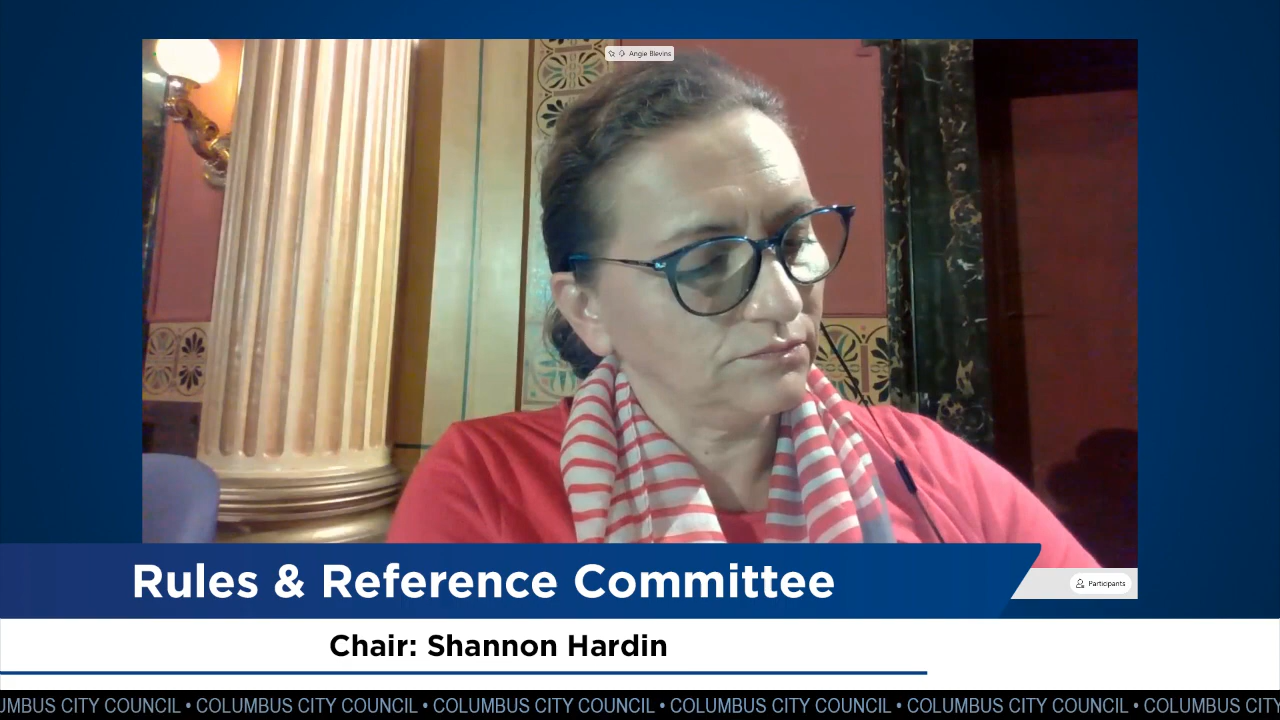 Angie Blevins
Rules & Reference Committee
Participants
Chair: Shannon Hardin
UMBUS CITY COUNCIL • COLUMBUS CITY COUNCIL • COLUMBUS CITY COUNCIL • COLUMBUS CITY COUNCIL • COLUMBUS CITY COUNCIL • COLUMBUS CITY